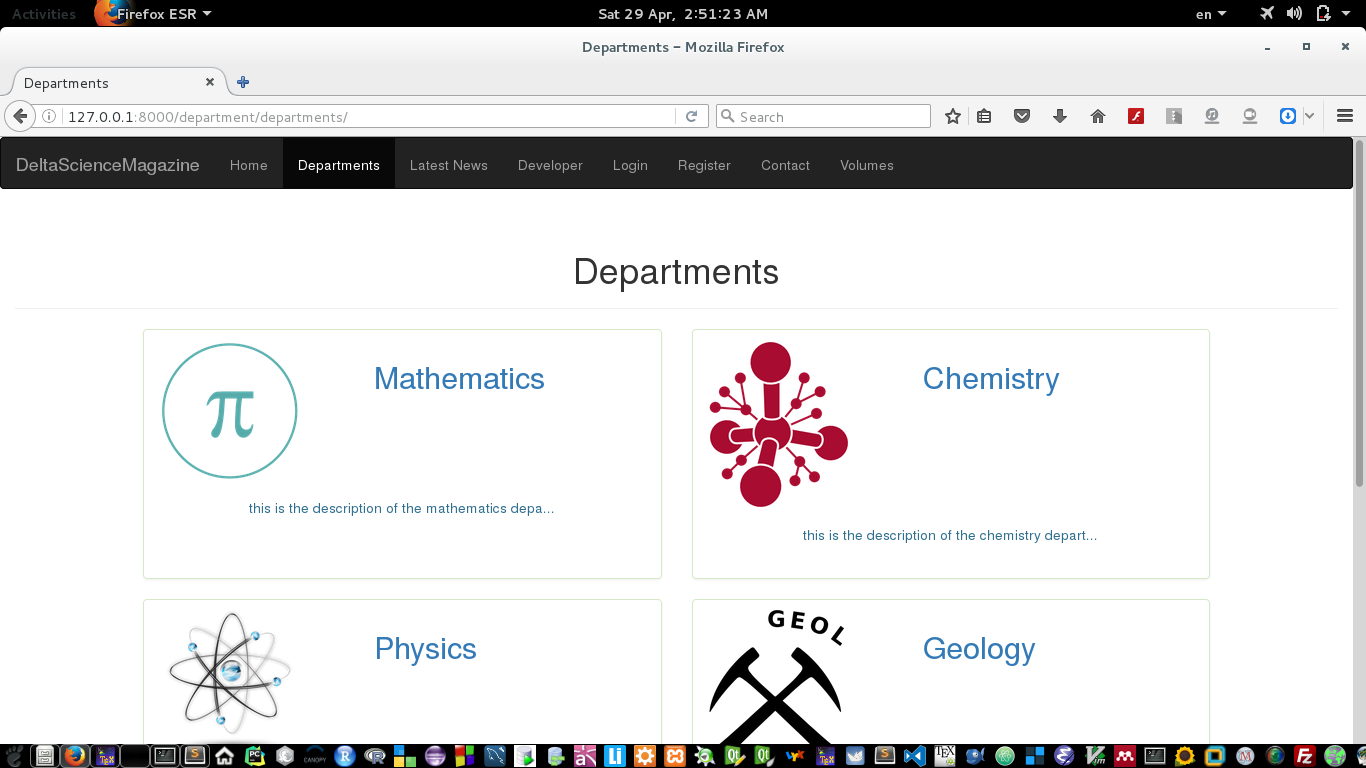 Activities Firefox ESR Sat 29 Apr, 2:51:23 AM en
Departments - Mozilla Firefox
Departments
127.0.0.1:8000/department/departments/ Search
DeltaScienceMagazine Home Departments Latest News Developer Login Register Contact Volumes
Departments
π Mathematics
this is the description of the mathematics depa...
Chemistry
this is the description of the chemistry depart...
Physics
GEOL Geology